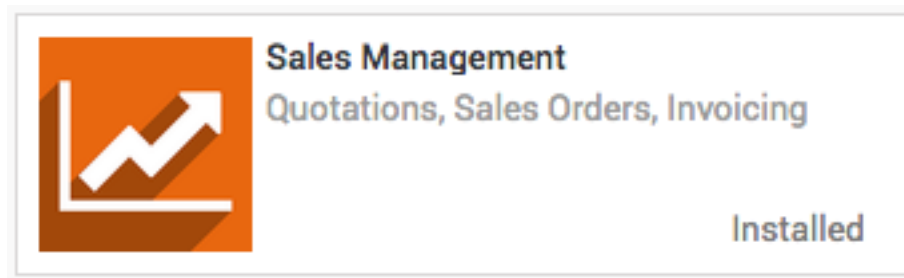 Sales Management
Quotations, Sales Orders, Invoicing
Installed